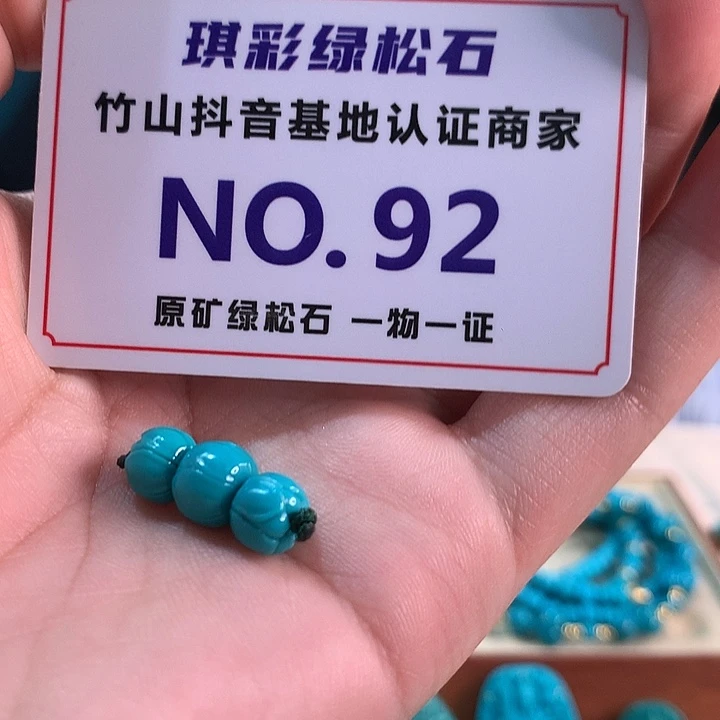 琪彩绿松石
竹山抖音基地认证商家
NO.92
原矿绿松石 一物一证